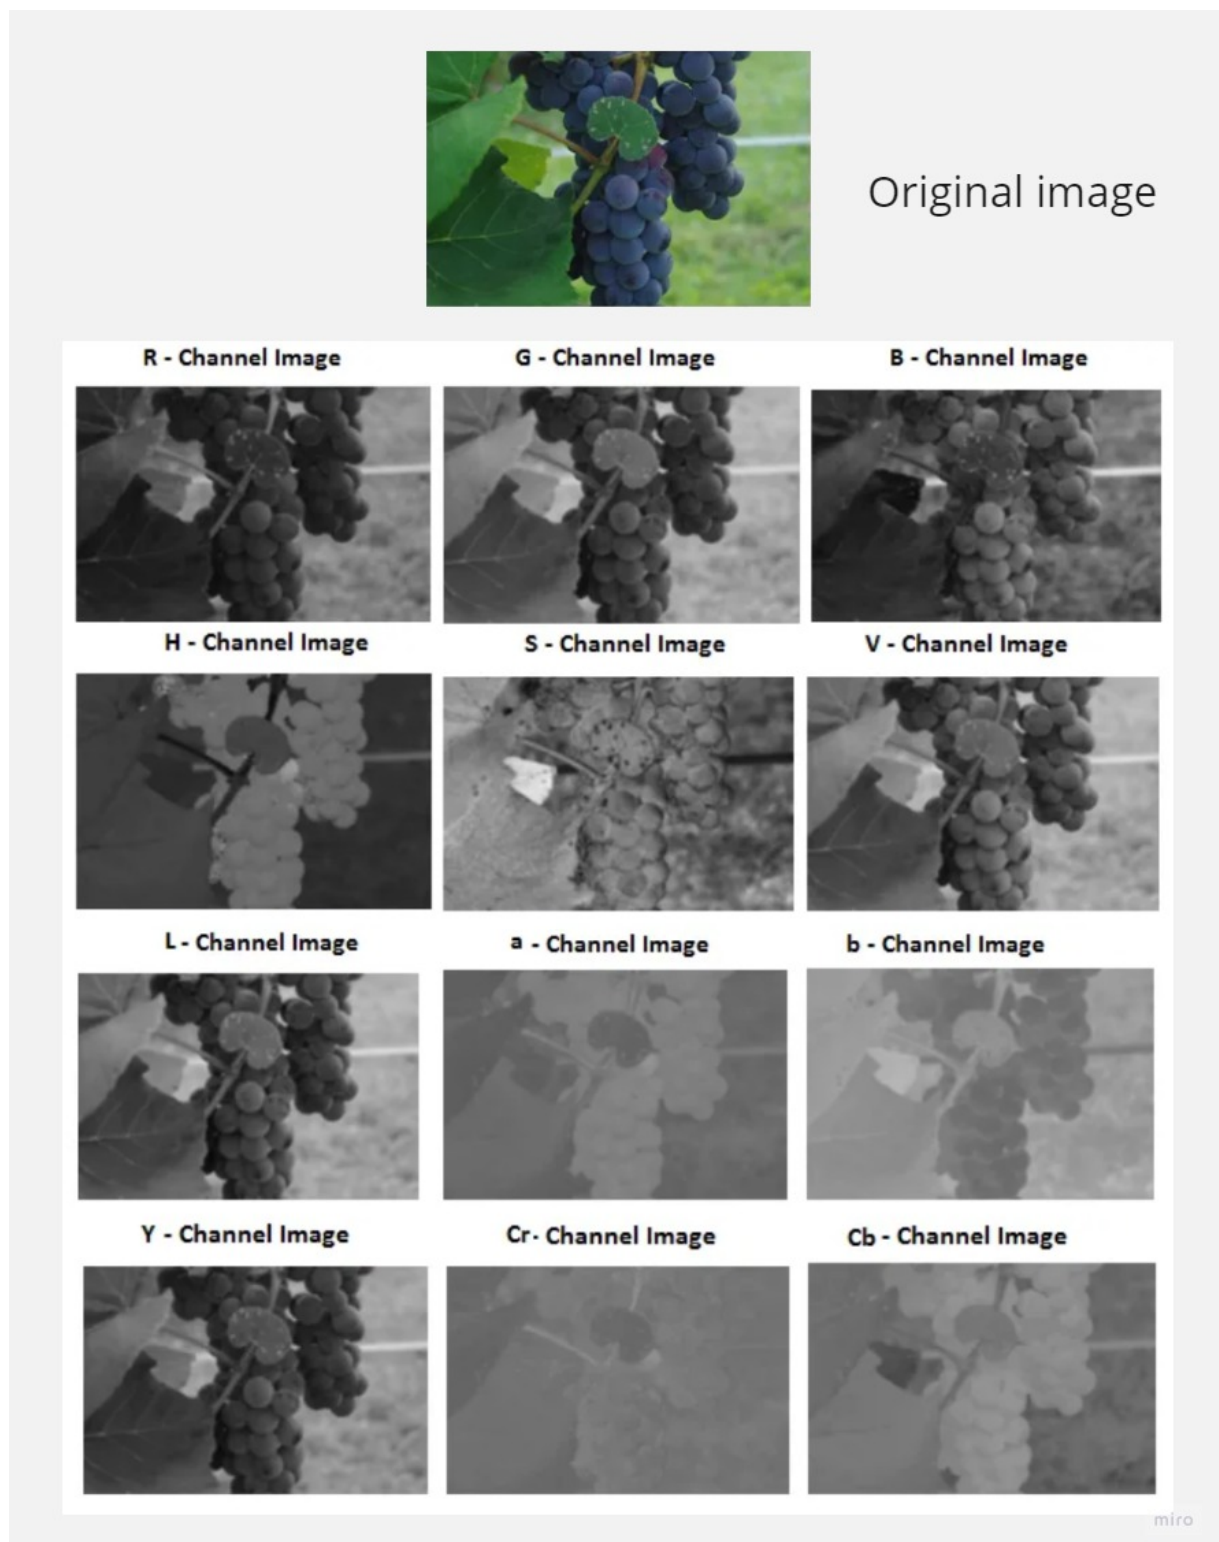 Original image
R - Channel Image
G - Channel Image
B - Channel Image
H - Channel Image
S - Channel Image
V - Channel Image
L - Channel Image
a - Channel Image
b - Channel Image
Y - Channel Image
Cr- Channel Image
Cb - Channel Image
miro